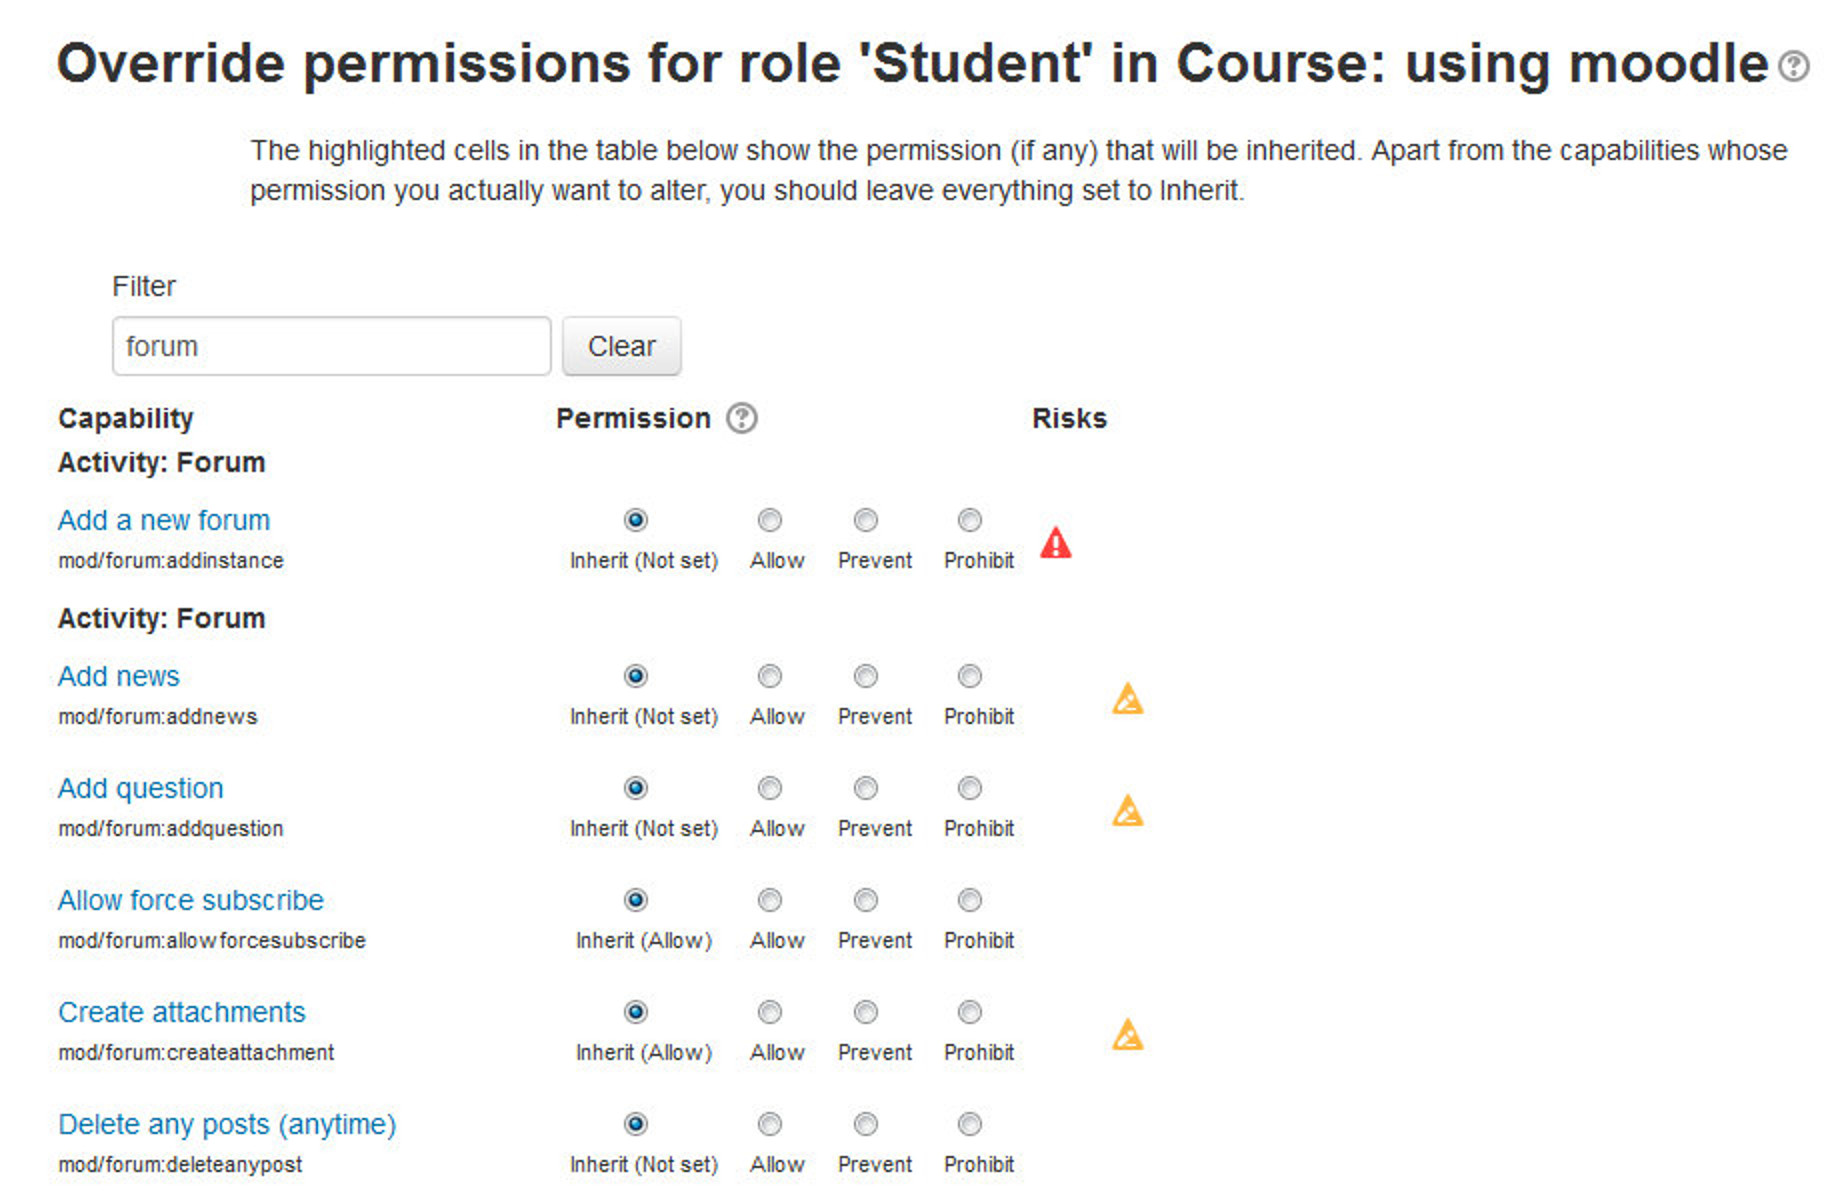 Override permissions for role 'Student' in Course: using moodle
The highlighted cells in the table below show the permission (if any) that will be inherited. Apart from the capabilities whose
permission you actually want to alter, you should leave everything set to Inherit.
Filter
forum Clear
Capability Permission Risks
Activity: Forum
Add a new forum
mod/forum:addinstance Inherit (Not set) Allow Prevent Prohibit
Activity: Forum
Add news
mod/forum:addnews Inherit (Not set) Allow Prevent Prohibit
Add question
mod/forum:addquestion Inherit (Not set) Allow Prevent Prohibit
Allow force subscribe
mod/forum:allowforcesubscribe Inherit (Allow) Allow Prevent Prohibit
Create attachments
mod/forum:createattachment Inherit (Allow) Allow Prevent Prohibit
Delete any posts (anytime)
mod/forum:deleteanypost Inherit (Not set) Allow Prevent Prohibit